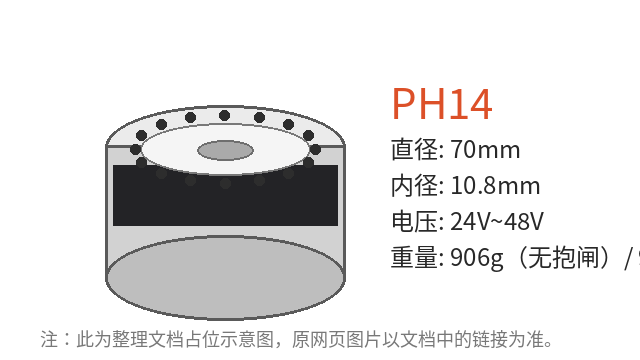 PH14
直径: 70mm
内径: 10.8mm
电压: 24V~48V
重量: 906g（无抱闸）/
注：此为整理文档占位示意图，原网页图片以文档中的链接为准。